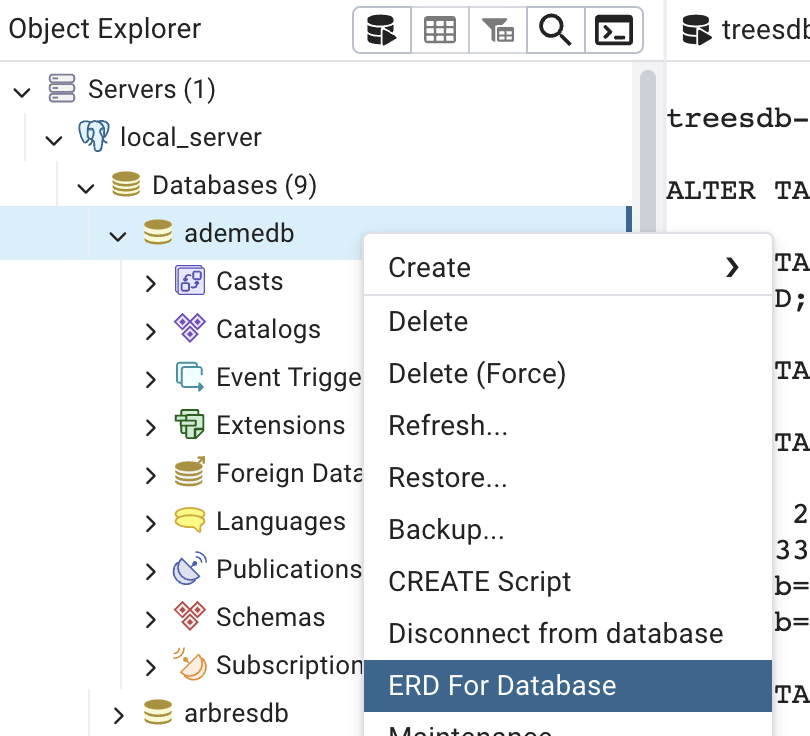 Object Explorer
treesdb
Servers (1)
local_server
Databases (9)
ademedb
Casts
Catalogs
Event Trigge
Extensions
Foreign Data
Languages
Publications
Schemas
Subscription
arbresdb
Create
Delete
Delete (Force)
Refresh...
Restore...
Backup...
CREATE Script
Disconnect from database
ERD For Database
Maintenance
treesdb-
ALTER TA
TA
D;
TA
TA
2
33
b=
b=
TA